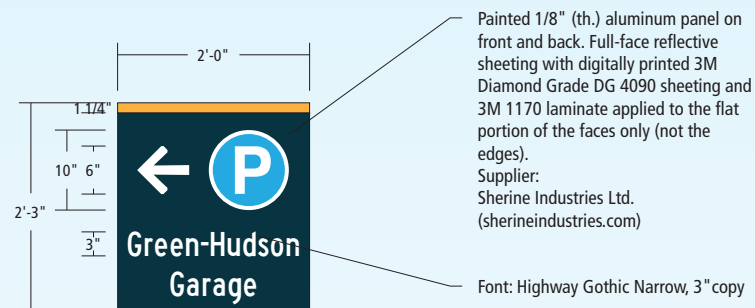 2'-0"
1 1/4"
10"
6"
2'-3"
3"
P
Green-Hudson
Garage
Painted 1/8" (th.) aluminum panel on
front and back. Full-face reflective
sheeting with digitally printed 3M
Diamond Grade DG 4090 sheeting and
3M 1170 laminate applied to the flat
portion of the faces only (not the
edges).
Supplier:
Sherine Industries Ltd.
(sherineindustries.com)
Font: Highway Gothic Narrow, 3" copy